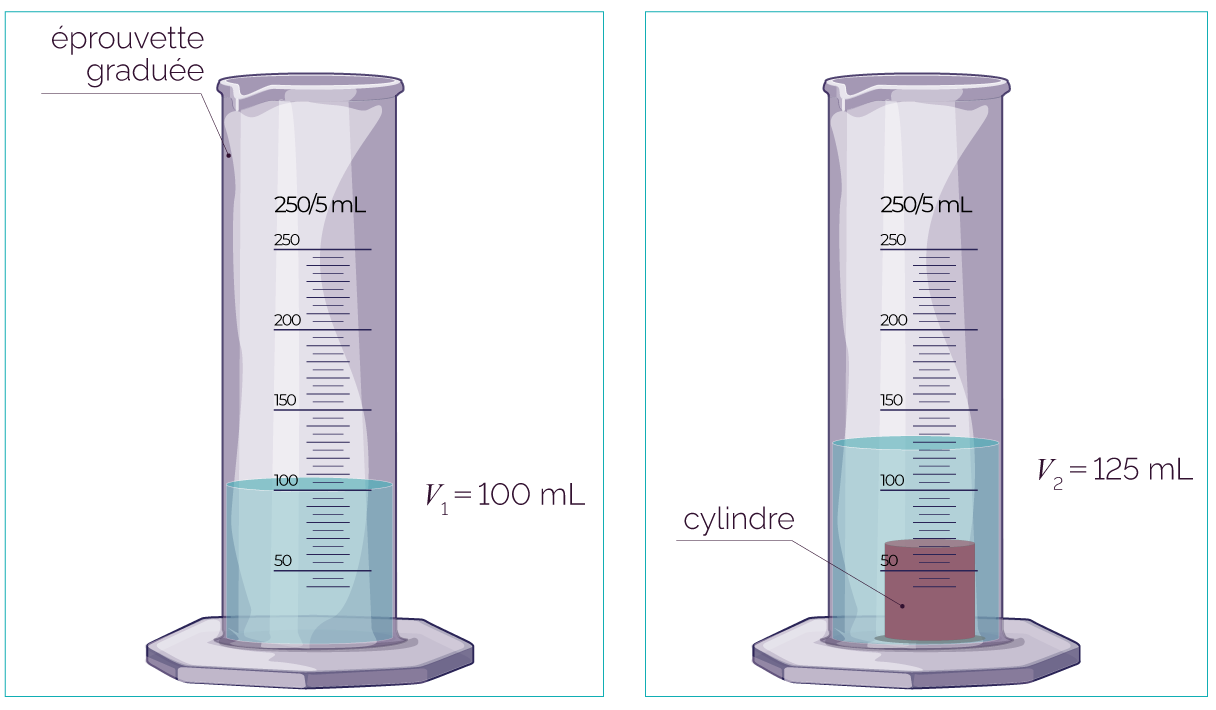 éprouvette
graduée
250/5 mL
250
200
150
100
50
V₁ = 100 mL
250/5 mL
250
200
150
100
50
V₂ = 125 mL
cylindre